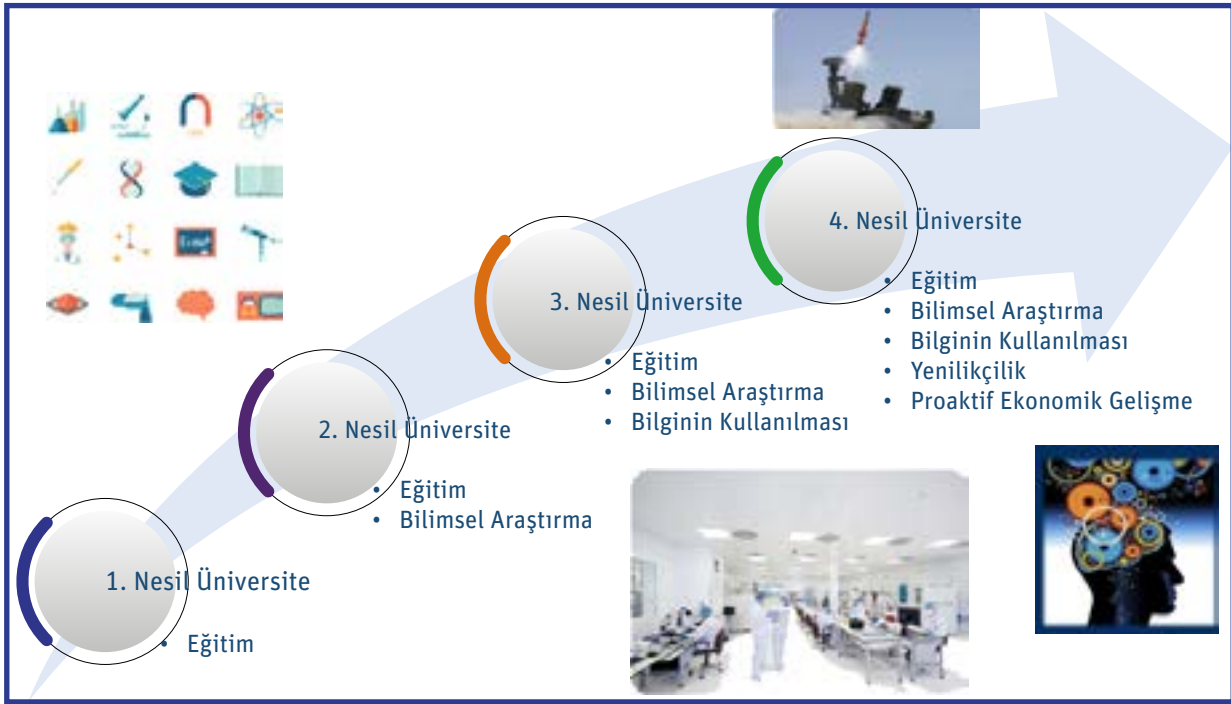 1. Nesil Üniversite
• Eğitim
2. Nesil Üniversite
• Eğitim
• Bilimsel Araştırma
3. Nesil Üniversite
• Eğitim
• Bilimsel Araştırma
• Bilginin Kullanılması
4. Nesil Üniversite
• Eğitim
• Bilimsel Araştırma
• Bilginin Kullanılması
• Yenilikçilik
• Proaktif Ekonomik Gelişme